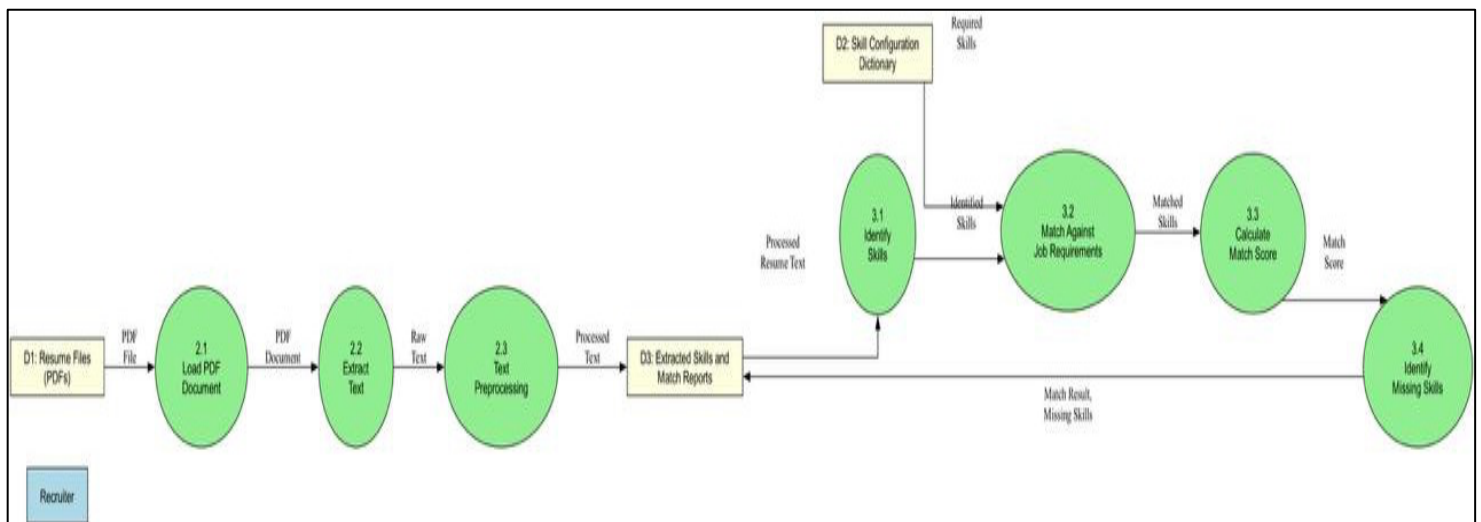 Required
Skills
D2: Skill Configuration
Dictionary
3.1
Identify
Skills
Identified
Skills
3.2
Match Against
Job Requirements
Matched
Skills
3.3
Calculate
Match Score
Match
Score
Processed
Resume Text
D1: Resume Files
(PDFs)
PDF
File
2.1
Load PDF
Document
PDF
Document
2.2
Extract
Text
Raw
Text
2.3
Text
Preprocessing
Processed
Text
D3: Extracted Skills and
Match Reports
3.4
Identify
Missing Skills
Match Result,
Missing Skills
Recruiter